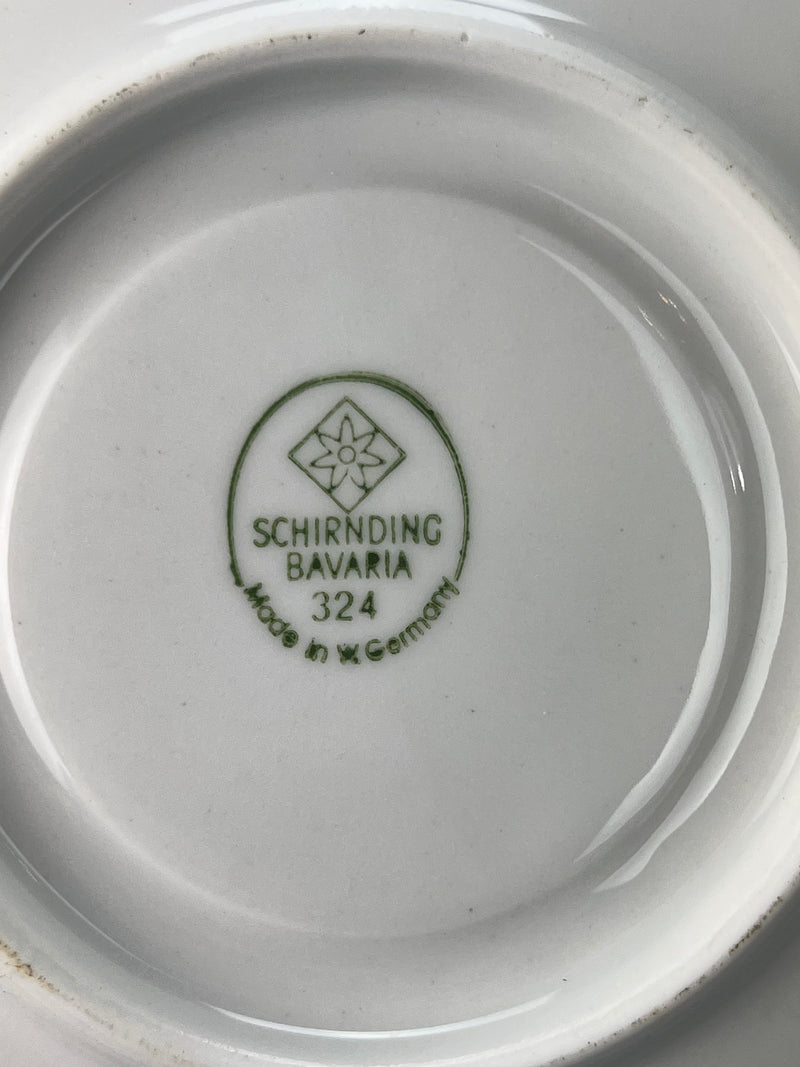 SCHIRNDING
BAVARIA
324
Made in W. Germany